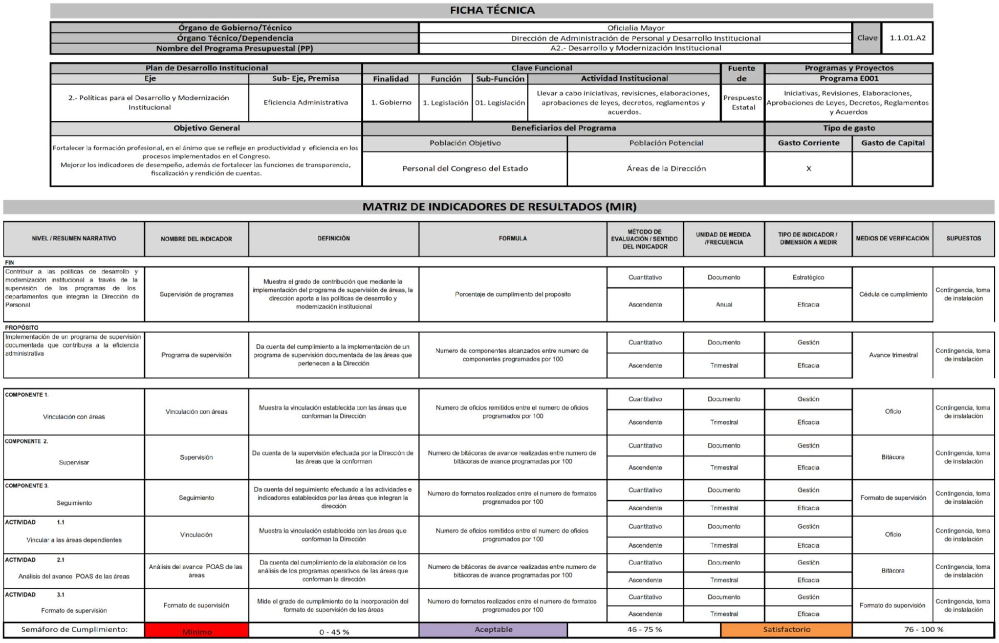 FICHA TÉCNICA
Órgano de Gobierno/Técnico
Oficialía Mayor
Órgano Técnico/Dependencia
Dirección de Administración de Personal y Desarrollo Institucional
Clave
1.1.01.A2
Nombre del Programa Presupuestal (PP)
A2.- Desarrollo y Modernización Institucional
Plan de Desarrollo Institucional
Clave Funcional
Fuente
de
Programas y Proyectos
Eje
Sub- Eje, Premisa
Finalidad
Función
Sub-Función
Actividad Institucional
Programa E001
2.- Políticas para el Desarrollo y Modernización
Institucional
Eficiencia Administrativa
1. Gobierno
1. Legislación
01. Legislación
Llevar a cabo iniciativas, revisiones, elaboraciones,
aprobaciones de leyes, decretos, reglamentos y
acuerdos.
Prespuesto
Estatal
Iniciativas, Revisiones, Elaboraciones,
Aprobaciones de Leyes, Decretos, Reglamentos
y Acuerdos
Objetivo General
Beneficiarios del Programa
Tipo de gasto
Población Objetivo
Población Potencial
Gasto Corriente
Gasto de Capital
Fortalecer la formación profesional, en el ánimo que se refleje en productividad y eficiencia en los
procesos implementados en el Congreso.
Mejorar los indicadores de desempeño, además de fortalecer las funciones de transparencia,
fiscalización y rendición de cuentas.
Personal del Congreso del Estado
Áreas de la Dirección
X
MATRIZ DE INDICADORES DE RESULTADOS (MIR)
NIVEL / RESUMEN NARRATIVO
NOMBRE DEL INDICADOR
DEFINICIÓN
FORMULA
MÉTODO DE
EVALUACIÓN / SENTIDO
DEL INDICADOR
UNIDAD DE MEDIDA
/FRECUENCIA
TIPO DE INDICADOR /
DIMENSIÓN A MEDIR
MEDIOS DE VERIFICACIÓN
SUPUESTOS
FIN
Contribuir a las políticas de desarrollo y
modernización institucional a través de la
supervisión de los programas de los
departamentos que integran la Dirección de
Personal
Supervisión de programas
Muestra el grado de contribución que mediante la
implementación del programa de supervisión de áreas, la
dirección aporta a las políticas de desarrollo y
modernización institucional
Porcentaje de cumplimiento del propósito
Cuantitativo
Documento
Estratégico
Ascendente
Anual
Eficacia
Cédula de cumplimiento
Contingencia, toma
de instalación
PROPÓSITO
Implementación de un programa de supervisión
documentada que contribuya a la eficiencia
administrativa
Programa de supervisión
Da cuenta del cumplimiento a la implementación de un
programa de supervisión documentada de las áreas que
pertenecen a la Dirección
Numero de componentes alcanzados entre numero de
componentes programados por 100
Cuantitativo
Documento
Gestión
Ascendente
Trimestral
Eficacia
Avance trimestral
Contingencia, toma
de instalación
COMPONENTE 1.
Vinculación con áreas
Vinculación con áreas
Muestra la vinculación establecida con las áreas que
conforman la Dirección
Numero de oficios remitidos entre el numero de oficios
programados por 100
Cuantitativo
Documento
Gestión
Ascendente
Trimestral
Eficacia
Oficio
Contingencia, toma
de instalación
COMPONENTE 2.
Supervisar
Supervisión
Da cuenta de la supervisión efectuada por la Dirección de
las áreas que la conforman
Numero de bitácoras de avance realizadas entre numero de
bitácoras de avance programadas por 100
Cuantitativo
Documento
Gestión
Ascendente
Trimestral
Eficacia
Bitácora
Contingencia, toma
de instalación
COMPONENTE 3.
Seguimiento
Seguimiento
Da cuenta del seguimiento efectuado a las actividades e
indicadores establecidos por las áreas que integran la
dirección
Numero de formatos realizados entre el numero de formatos
programados por 100
Cuantitativo
Documento
Gestión
Ascendente
Trimestral
Eficacia
Formato de supervisión
Contingencia, toma
de instalación
ACTIVIDAD 1.1
Vincular a las áreas dependientes
Vinculación
Muestra la vinculación establecida con las áreas que
conforman la Dirección
Numero de oficios remitidos entre el numero de oficios
programados por 100
Cuantitativo
Documento
Gestión
Ascendente
Trimestral
Eficacia
Oficio
Contingencia, toma
de instalación
ACTIVIDAD 2.1
Análisis del avance POAS de las áreas
Anàlisis del avance POAS de las
àreas
Da cuenta del cumplimiento de la elaboración de los
análisis de los programas operativos de las áreas que
conforman la dirección
Numero de bitácoras de avance realizadas entre numero de
bitácoras de avance programadas por 100
Cuantitativo
Documento
Gestiòn
Ascendente
Trimestral
Eficacia
Bitácora
Contingencia, toma
de instalación
ACTIVIDAD 3.1
Formato de supervisión
Formato de supervisión
Mide el grado de cumplimiento de la incorporación del
formato de supervisión de las áreas
Numero de formatos realizados entre el numero de formatos
programados por 100
Cuantitativo
Documento
Gestión
Ascendente
Trimestral
Eficacia
Formato de supervisión
Contingencia, toma
de instalación
Semáforo de Cumplimiento:
Mínimo
0 - 45 %
Aceptable
46 - 75 %
Satisfactorio
76 - 100 %